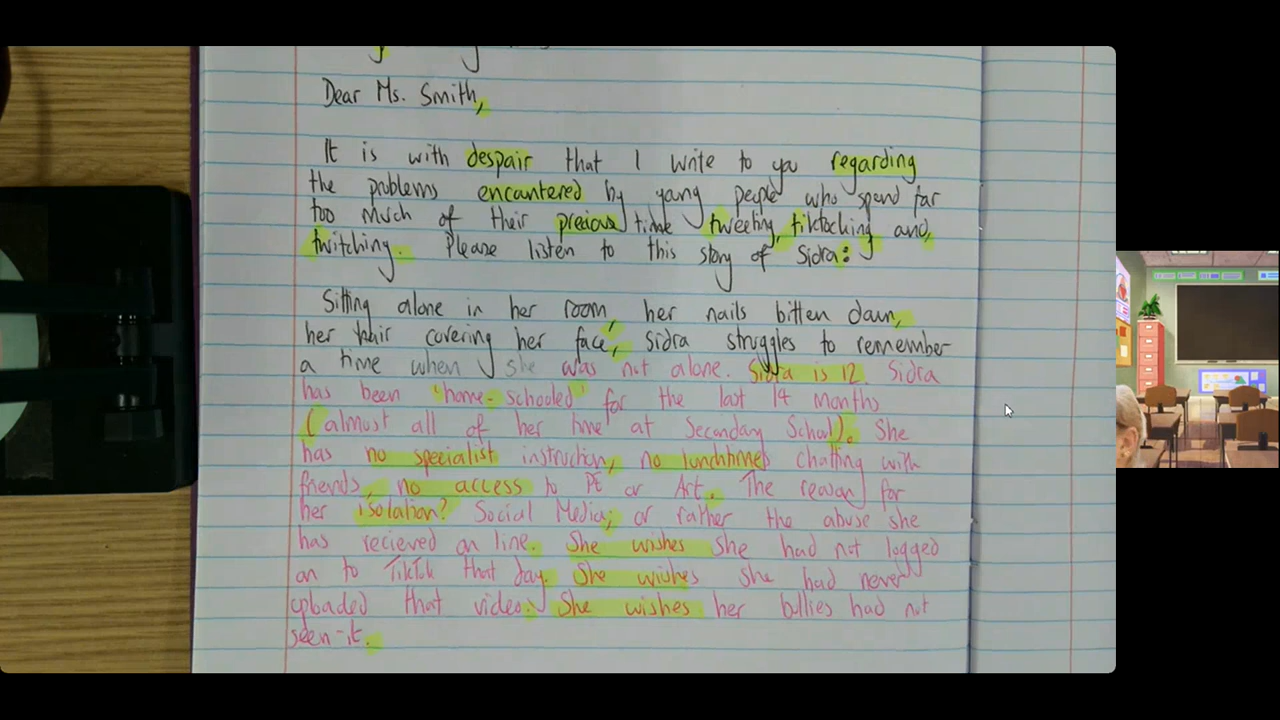 Dear Ms. Smith,
It is with despair that I write to you regarding
the problems encantered by yang people who spend far
too much of their precious time tweeting, tiktocking and,
twitching. Please listen to this story of Sidra:
Sitting alone in her room, her nails bitten down,
her hair covering her face, Sidra struggles to remember
a time when she was not alone. Sidra is 12. Sidra
has been 'home-schooled' for the last 14 months
(almost all of her time at Secondary School). She
has no specialist instruction, no lunchtimes chatting with
friends, no access to PE or Art. The reason for
her isolation? Social Media; or rather the abuse she
has recieved on line. She wishes she had not logged
on to TikTok that day. She wishes she had never
uploaded that video. She wishes her bullies had not
seen-it.